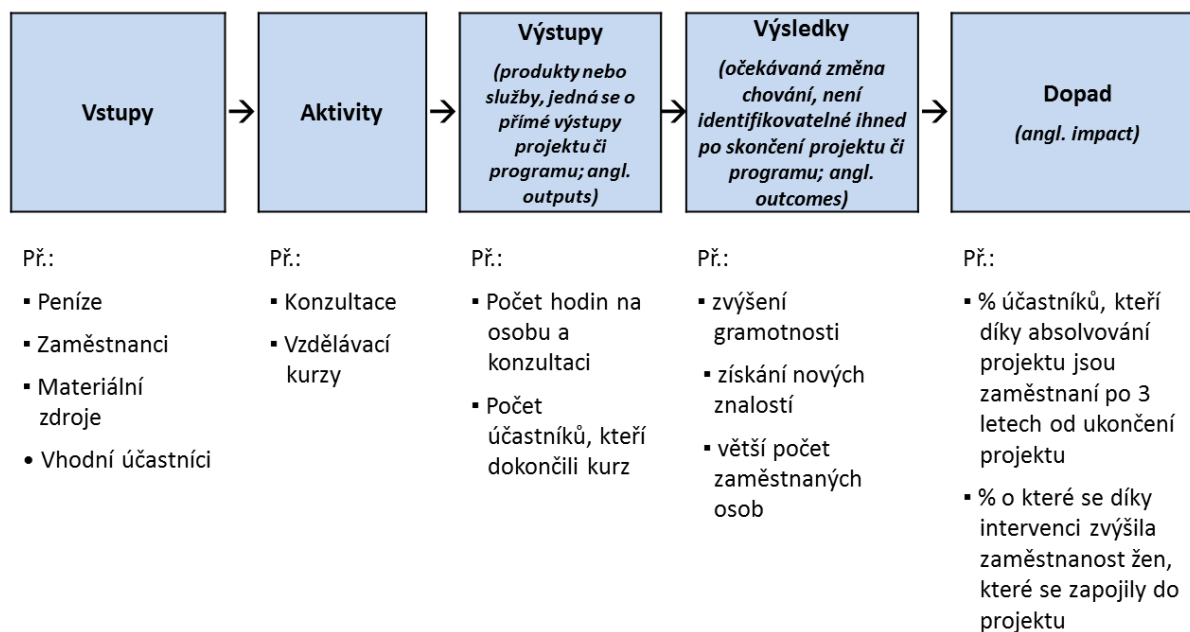 Vstupy
→
Aktivity
→
Výstupy
(produkty nebo
služby, jedná se o
přímé výstupy
projektu či
programu; angl.
outputs)
→
Výsledky
(očekávaná změna
chování, není
identifikovatelné ihned
po skončení projektu či
programu; angl.
outcomes)
→
Dopad
(angl. impact)
Př.:
▪ Peníze
▪ Zaměstnanci
▪ Materiální
zdroje
• Vhodní účastníci
Př.:
▪ Konzultace
▪ Vzdělávací
kurzy
Př.:
▪ Počet hodin na
osobu a
konzultaci
▪ Počet
účastníků, kteří
dokončili kurz
Př.:
▪ zvýšení
gramotnosti
▪ získání nových
znalostí
▪ větší počet
zaměstnaných
osob
Př.:
▪ % účastníků, kteří
díky absolvování
projektu jsou
zaměstnaní po 3
letech od ukončení
projektu
▪ % o které se díky
intervenci zvýšila
zaměstnanost žen,
které se zapojily do
projektu